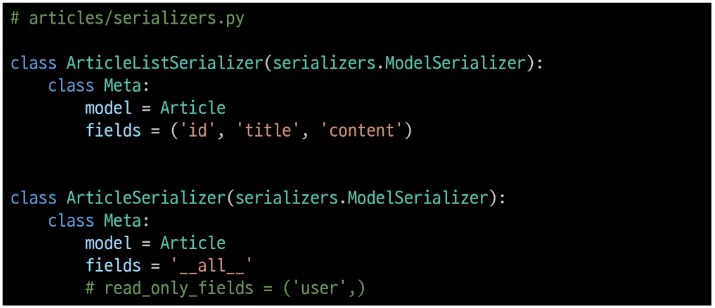 # articles/serializers.py
class ArticleListSerializer(serializers.ModelSerializer):
    class Meta:
        model = Article
        fields = ('id', 'title', 'content')
class ArticleSerializer(serializers.ModelSerializer):
    class Meta:
        model = Article
        fields = '__all__'
        # read_only_fields = ('user',)